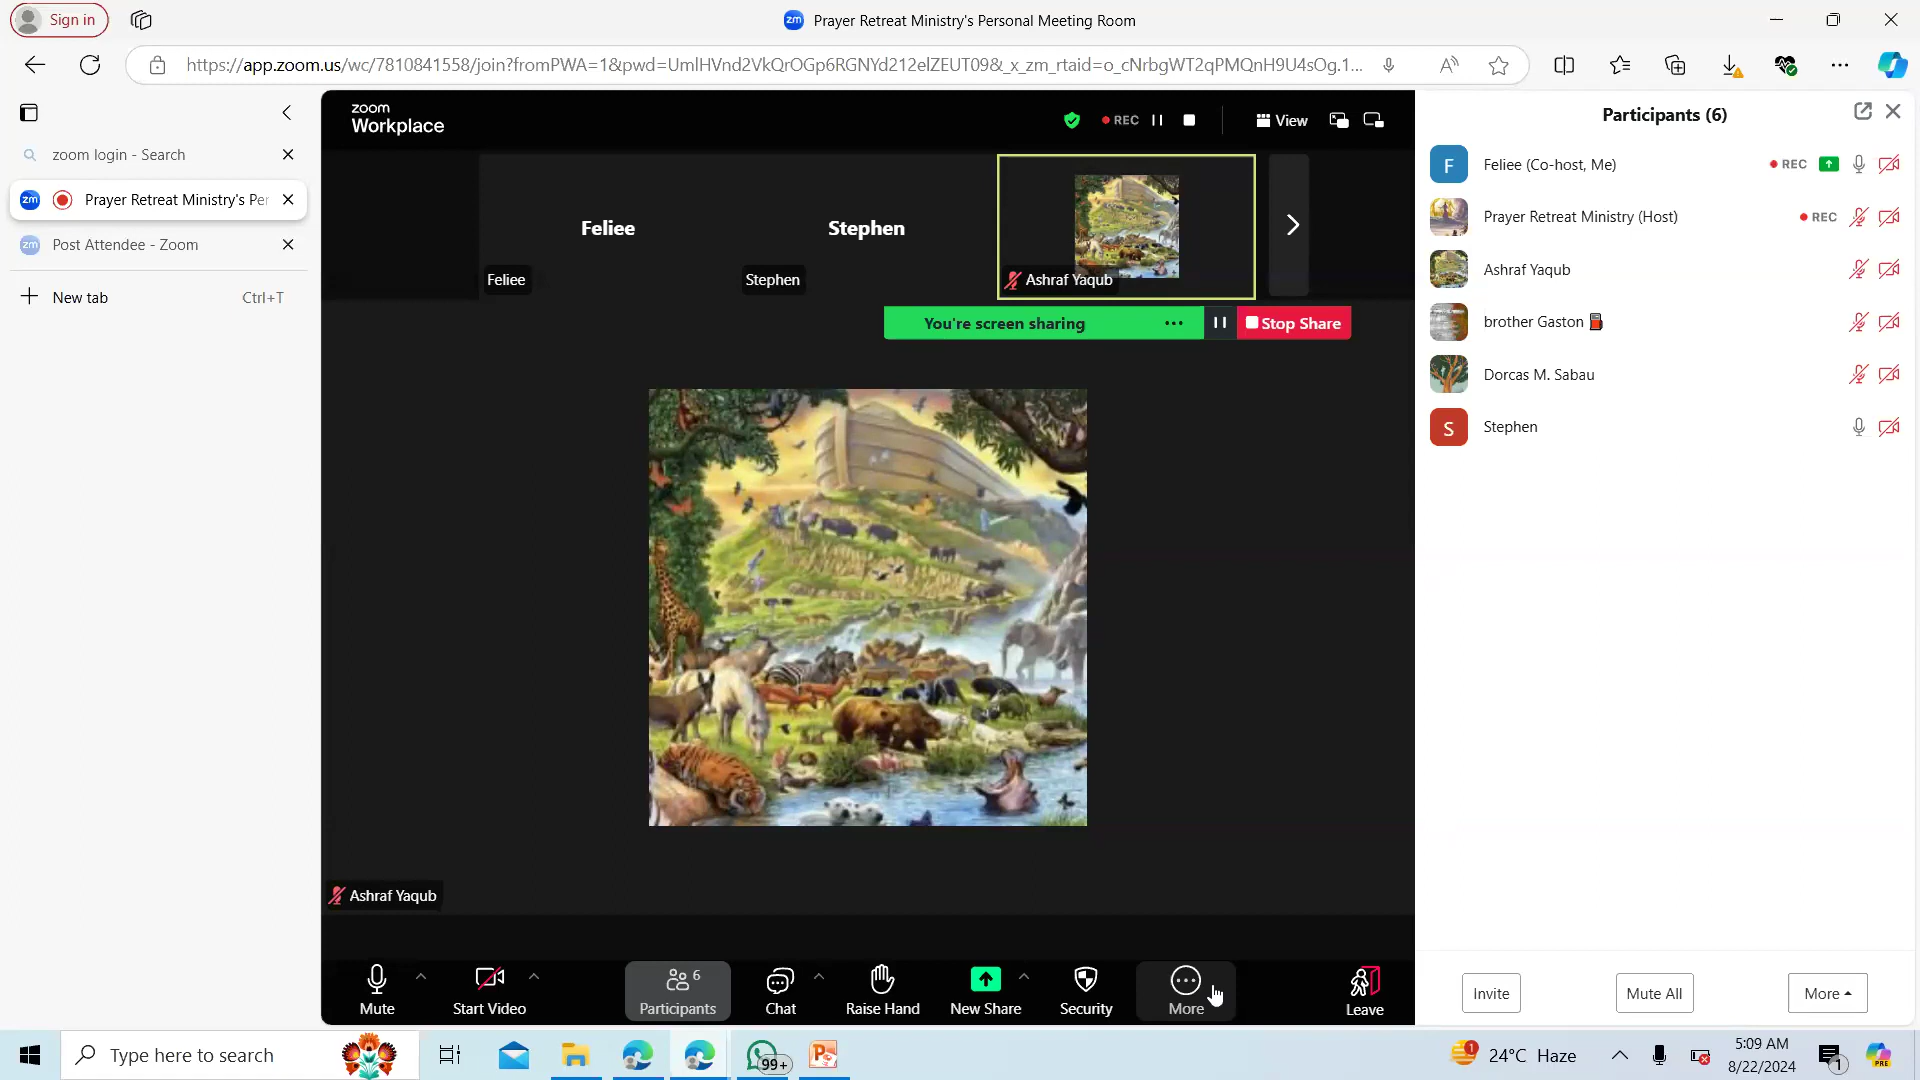 Sign in
Prayer Retreat Ministry's Personal Meeting Room
https://app.zoom.us/wc/7810841558/join?fromPWA=1&pwd=UmlHVnd2VkQrOGp6RGNYd212elZEUT09&_x_zm_rtaid=o_cNrbgWT2qPMQnH9U4sOg.1...
zoom login - Search
Prayer Retreat Ministry's Per
Post Attendee - Zoom
New tab Ctrl+T
zoom
Workplace
REC
View
Feliee
Feliee
Stephen
Stephen
Ashraf Yaqub
You're screen sharing ... Stop Share
Ashraf Yaqub
Mute
Start Video
6
Participants
Chat
Raise Hand
New Share
Security
More
Leave
Participants (6)
F Feliee (Co-host, Me) REC
Prayer Retreat Ministry (Host) REC
Ashraf Yaqub
brother Gaston
Dorcas M. Sabau
S Stephen
Invite
Mute All
More
Type here to search
99+
1
24°C Haze
5:09 AM
8/22/2024
1
PRE